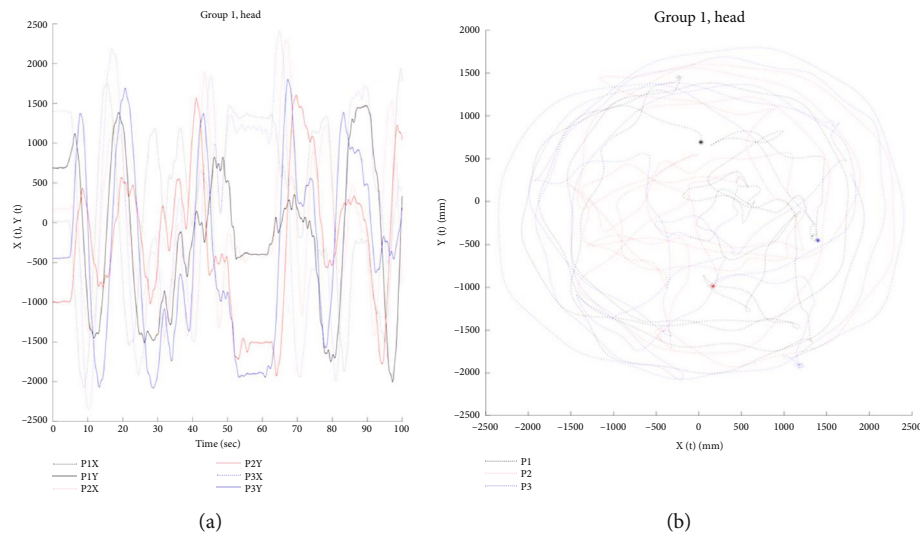 Group 1, head
2500
2000
1500
1000
500
0
−500
−1000
−1500
−2000
−2500
X (t), Y (t)
0 10 20 30 40 50 60 70 80 90 100
Time (sec)
P1X
P1Y
P2X
P2Y
P3X
P3Y
(a)
Group 1, head
2000
1500
1000
500
0
−500
−1000
−1500
−2000
−2500
Y (t) (mm)
−2500 −2000 −1500 −1000 −500 0 500 1000 1500 2000 2500
X (t) (mm)
P1
P2
P3
(b)